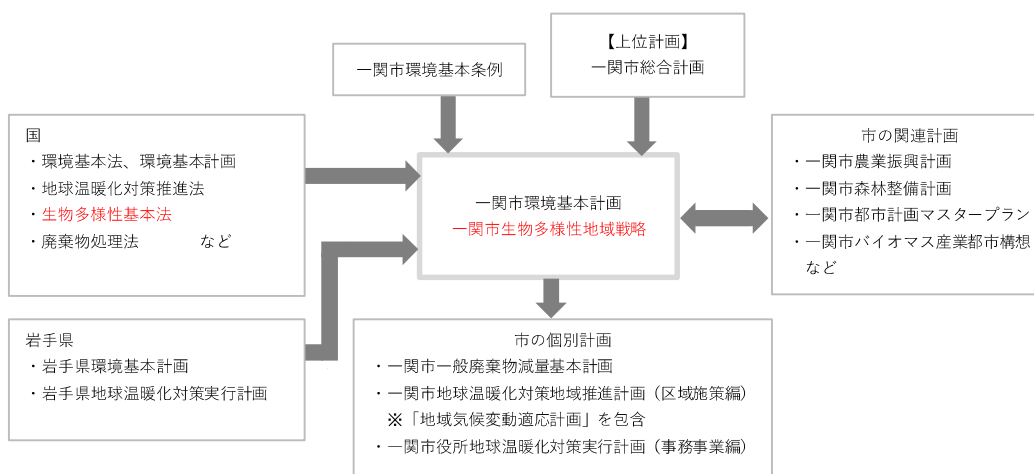 一関市環境基本条例
【上位計画】
一関市総合計画
国
・環境基本法、環境基本計画
・地球温暖化対策推進法
・生物多様性基本法
・廃棄物処理法　　　など
岩手県
・岩手県環境基本計画
・岩手県地球温暖化対策実行計画
一関市環境基本計画
一関市生物多様性地域戦略
市の関連計画
・一関市農業振興計画
・一関市森林整備計画
・一関市都市計画マスタープラン
・一関市バイオマス産業都市構想
など
市の個別計画
・一関市一般廃棄物減量基本計画
・一関市地球温暖化対策地域推進計画（区域施策編）
※「地域気候変動適応計画」を包含
・一関市役所地球温暖化対策実行計画（事務事業編）